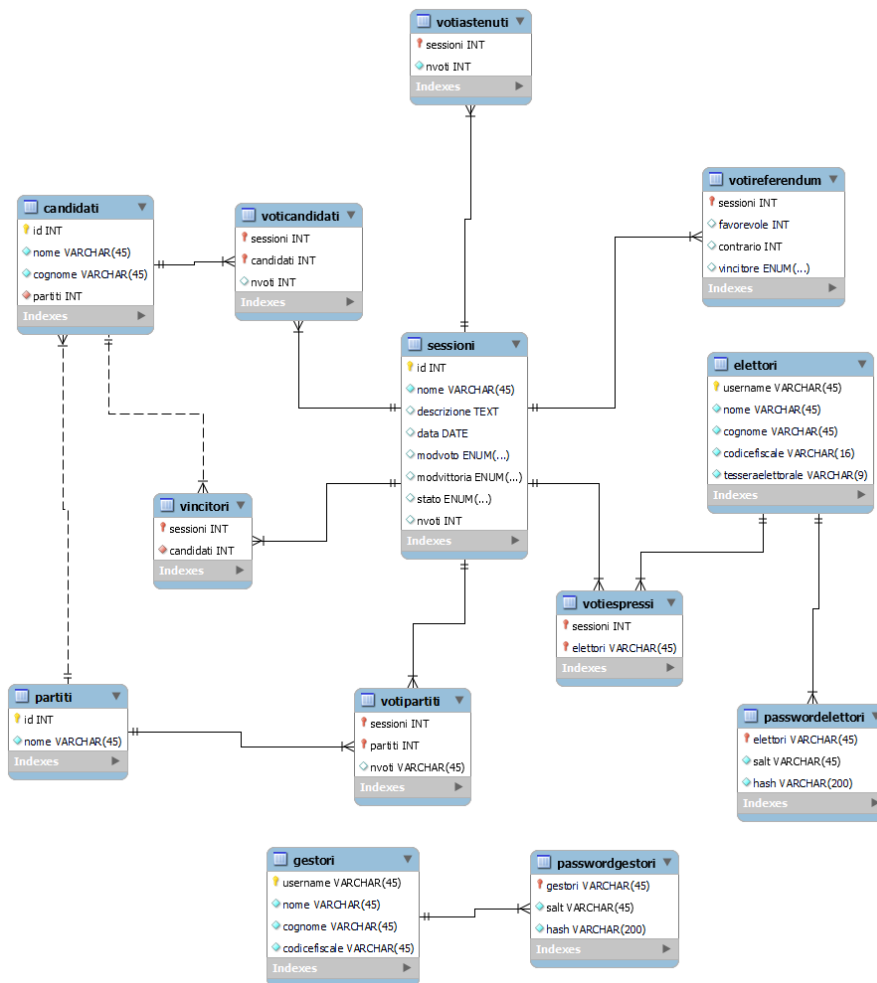 votiastenuti
sessioni INT
nvoti INT
Indexes
candidati
id INT
nome VARCHAR(45)
cognome VARCHAR(45)
partiti INT
Indexes
voticandidati
sessioni INT
candidati INT
nvoti INT
Indexes
votireferendum
sessioni INT
favorevole INT
contrario INT
vincitore ENUM(...)
Indexes
sessioni
id INT
nome VARCHAR(45)
descrizione TEXT
data DATE
modvoto ENUM(...)
modvittoria ENUM(...)
stato ENUM(...)
nvoti INT
Indexes
elettori
username VARCHAR(45)
nome VARCHAR(45)
cognome VARCHAR(45)
codicefiscale VARCHAR(16)
tesseraelettorale VARCHAR(9)
Indexes
vincitori
sessioni INT
candidati INT
Indexes
votiespressi
sessioni INT
elettori VARCHAR(45)
Indexes
partiti
id INT
nome VARCHAR(45)
Indexes
votipartiti
sessioni INT
partiti INT
nvoti VARCHAR(45)
Indexes
passwordelettori
elettori VARCHAR(45)
salt VARCHAR(45)
hash VARCHAR(200)
Indexes
gestori
username VARCHAR(45)
nome VARCHAR(45)
cognome VARCHAR(45)
codicefiscale VARCHAR(45)
Indexes
passwordgestori
gestori VARCHAR(45)
salt VARCHAR(45)
hash VARCHAR(200)
Indexes